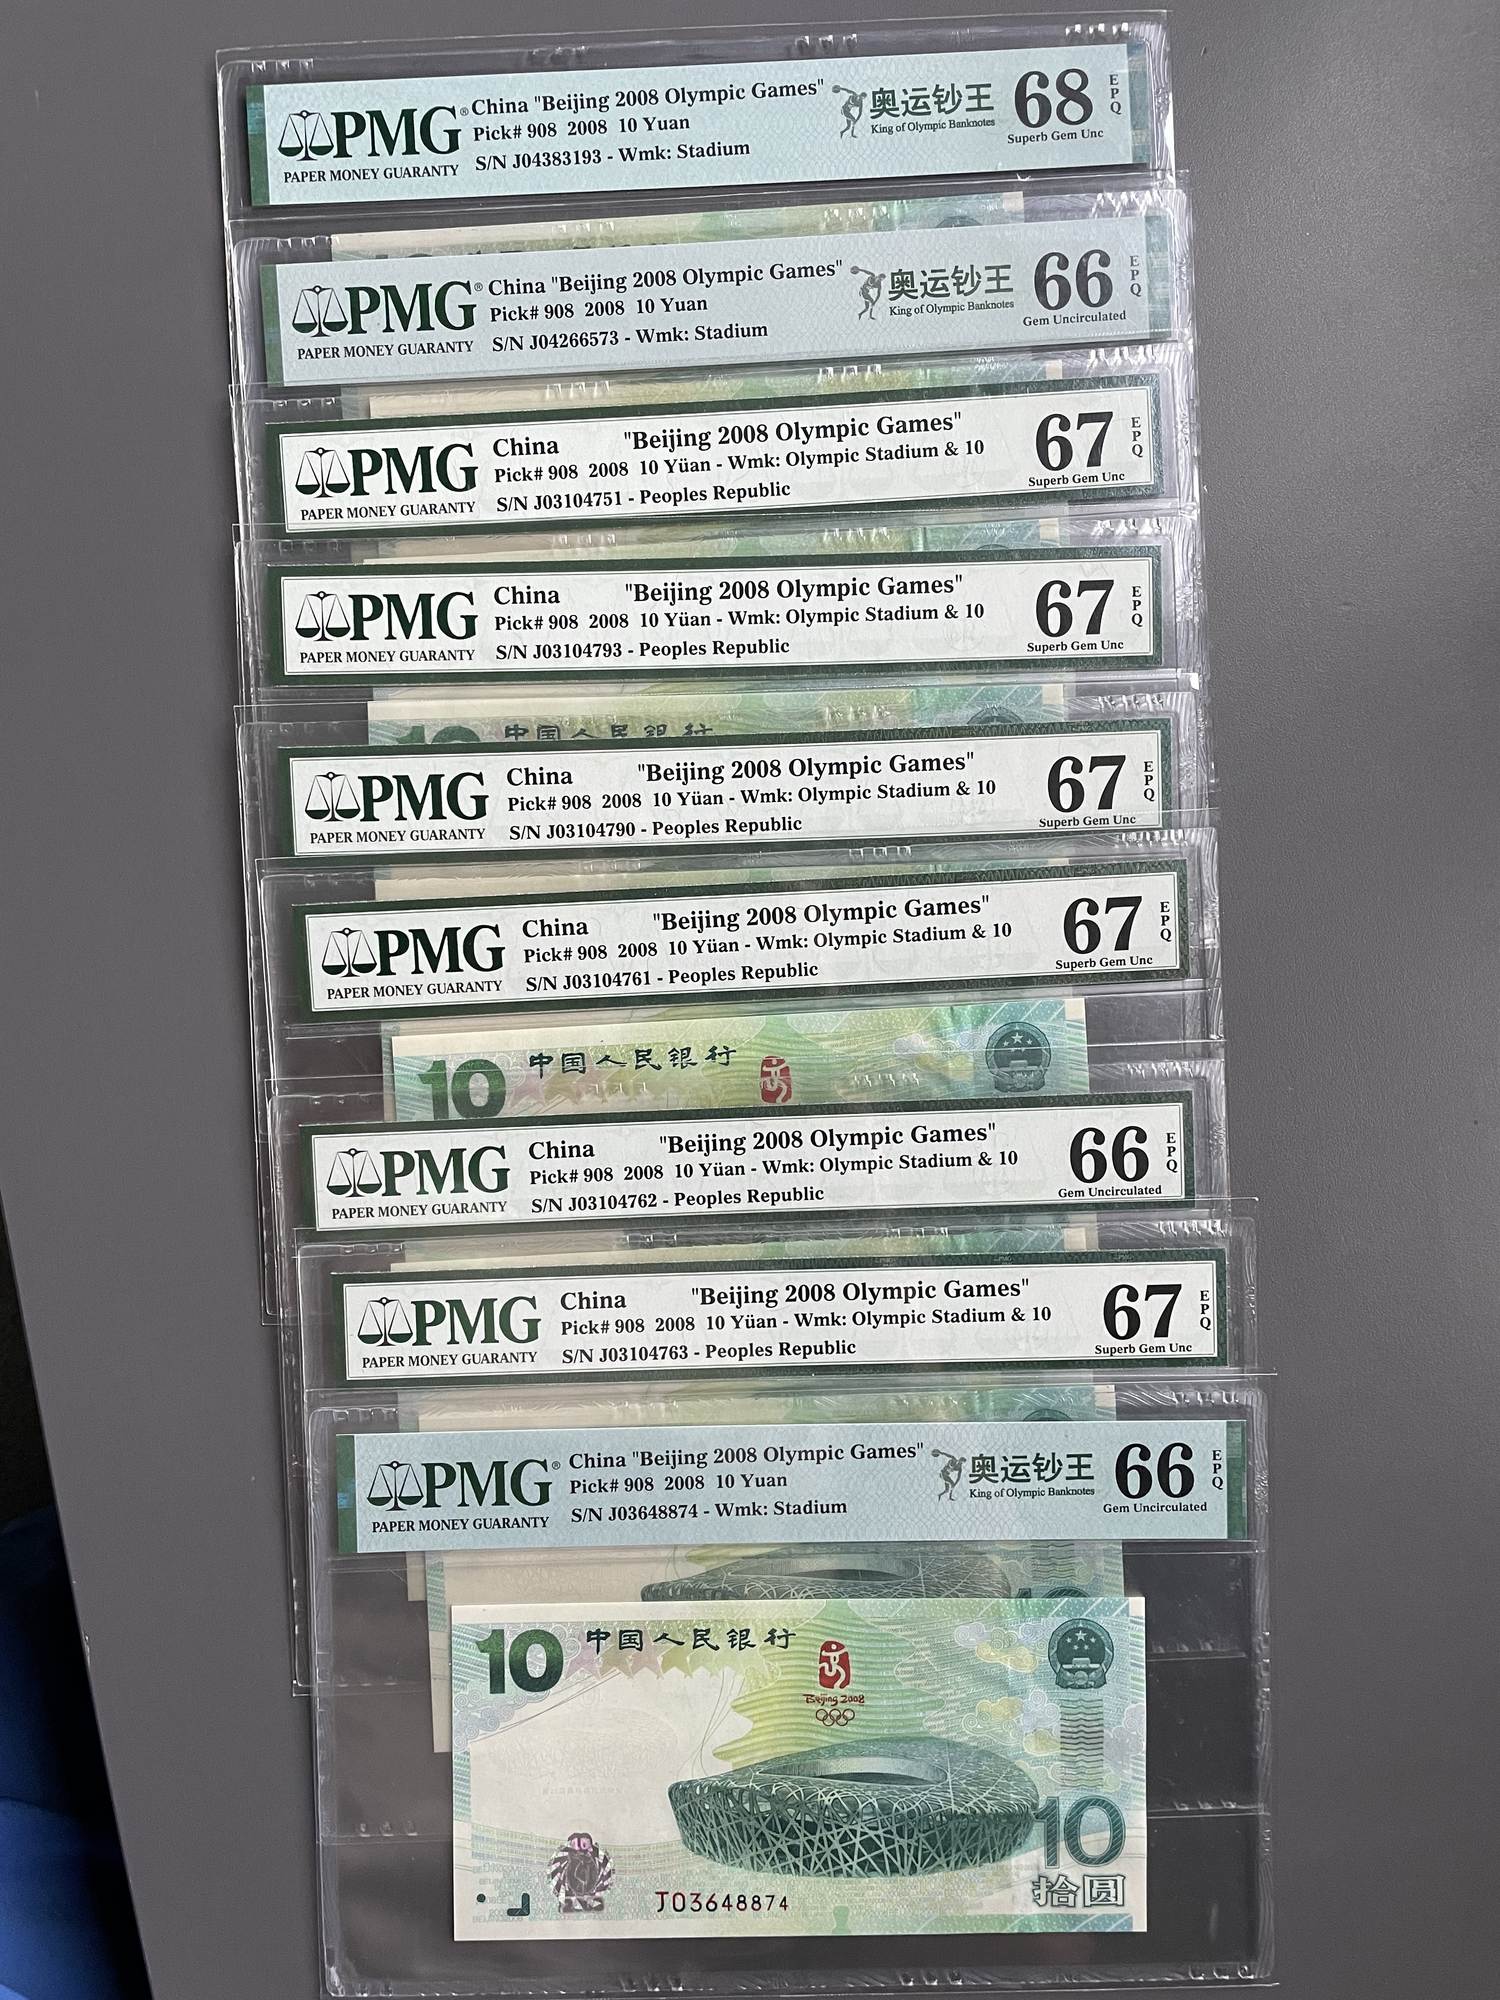 PMG® China "Beijing 2008 Olympic Games" 奥运钞王 68 EPQ
Pick# 908 2008 10 Yuan King of Olympic Banknotes Superb Gem Unc
PAPER MONEY GUARANTY S/N J04383193 - Wmk: Stadium
PMG® China "Beijing 2008 Olympic Games" 奥运钞王 66 EPQ
Pick# 908 2008 10 Yuan King of Olympic Banknotes Gem Uncirculated
PAPER MONEY GUARANTY S/N J04266573 - Wmk: Stadium
PMG China "Beijing 2008 Olympic Games" 67 EPQ
Pick# 908 2008 10 Yüan - Wmk: Olympic Stadium & 10 Superb Gem Unc
PAPER MONEY GUARANTY S/N J03104751 - Peoples Republic
PMG China "Beijing 2008 Olympic Games" 67 EPQ
Pick# 908 2008 10 Yüan - Wmk: Olympic Stadium & 10 Superb Gem Unc
PAPER MONEY GUARANTY S/N J03104793 - Peoples Republic
10 中国人民银行
PMG China "Beijing 2008 Olympic Games" 67 EPQ
Pick# 908 2008 10 Yüan - Wmk: Olympic Stadium & 10 Superb Gem Unc
PAPER MONEY GUARANTY S/N J03104790 - Peoples Republic
PMG China "Beijing 2008 Olympic Games" 67 EPQ
Pick# 908 2008 10 Yüan - Wmk: Olympic Stadium & 10 Superb Gem Unc
PAPER MONEY GUARANTY S/N J03104761 - Peoples Republic
10 中国人民银行
PMG China "Beijing 2008 Olympic Games" 66 EPQ
Pick# 908 2008 10 Yüan - Wmk: Olympic Stadium & 10 Gem Uncirculated
PAPER MONEY GUARANTY S/N J03104762 - Peoples Republic
PMG China "Beijing 2008 Olympic Games" 67 EPQ
Pick# 908 2008 10 Yüan - Wmk: Olympic Stadium & 10 Superb Gem Unc
PAPER MONEY GUARANTY S/N J03104763 - Peoples Republic
PMG® China "Beijing 2008 Olympic Games" 奥运钞王 66 EPQ
Pick# 908 2008 10 Yuan King of Olympic Banknotes Gem Uncirculated
PAPER MONEY GUARANTY S/N J03648874 - Wmk: Stadium
10 中国人民银行
Beijing 2008
10
拾圆
J03648874